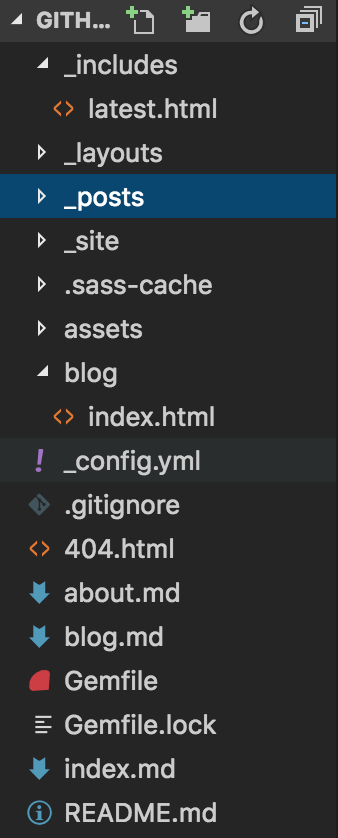 GITH...
_includes
latest.html
_layouts
_posts
_site
.sass-cache
assets
blog
index.html
_config.yml
.gitignore
404.html
about.md
blog.md
Gemfile
Gemfile.lock
index.md
README.md